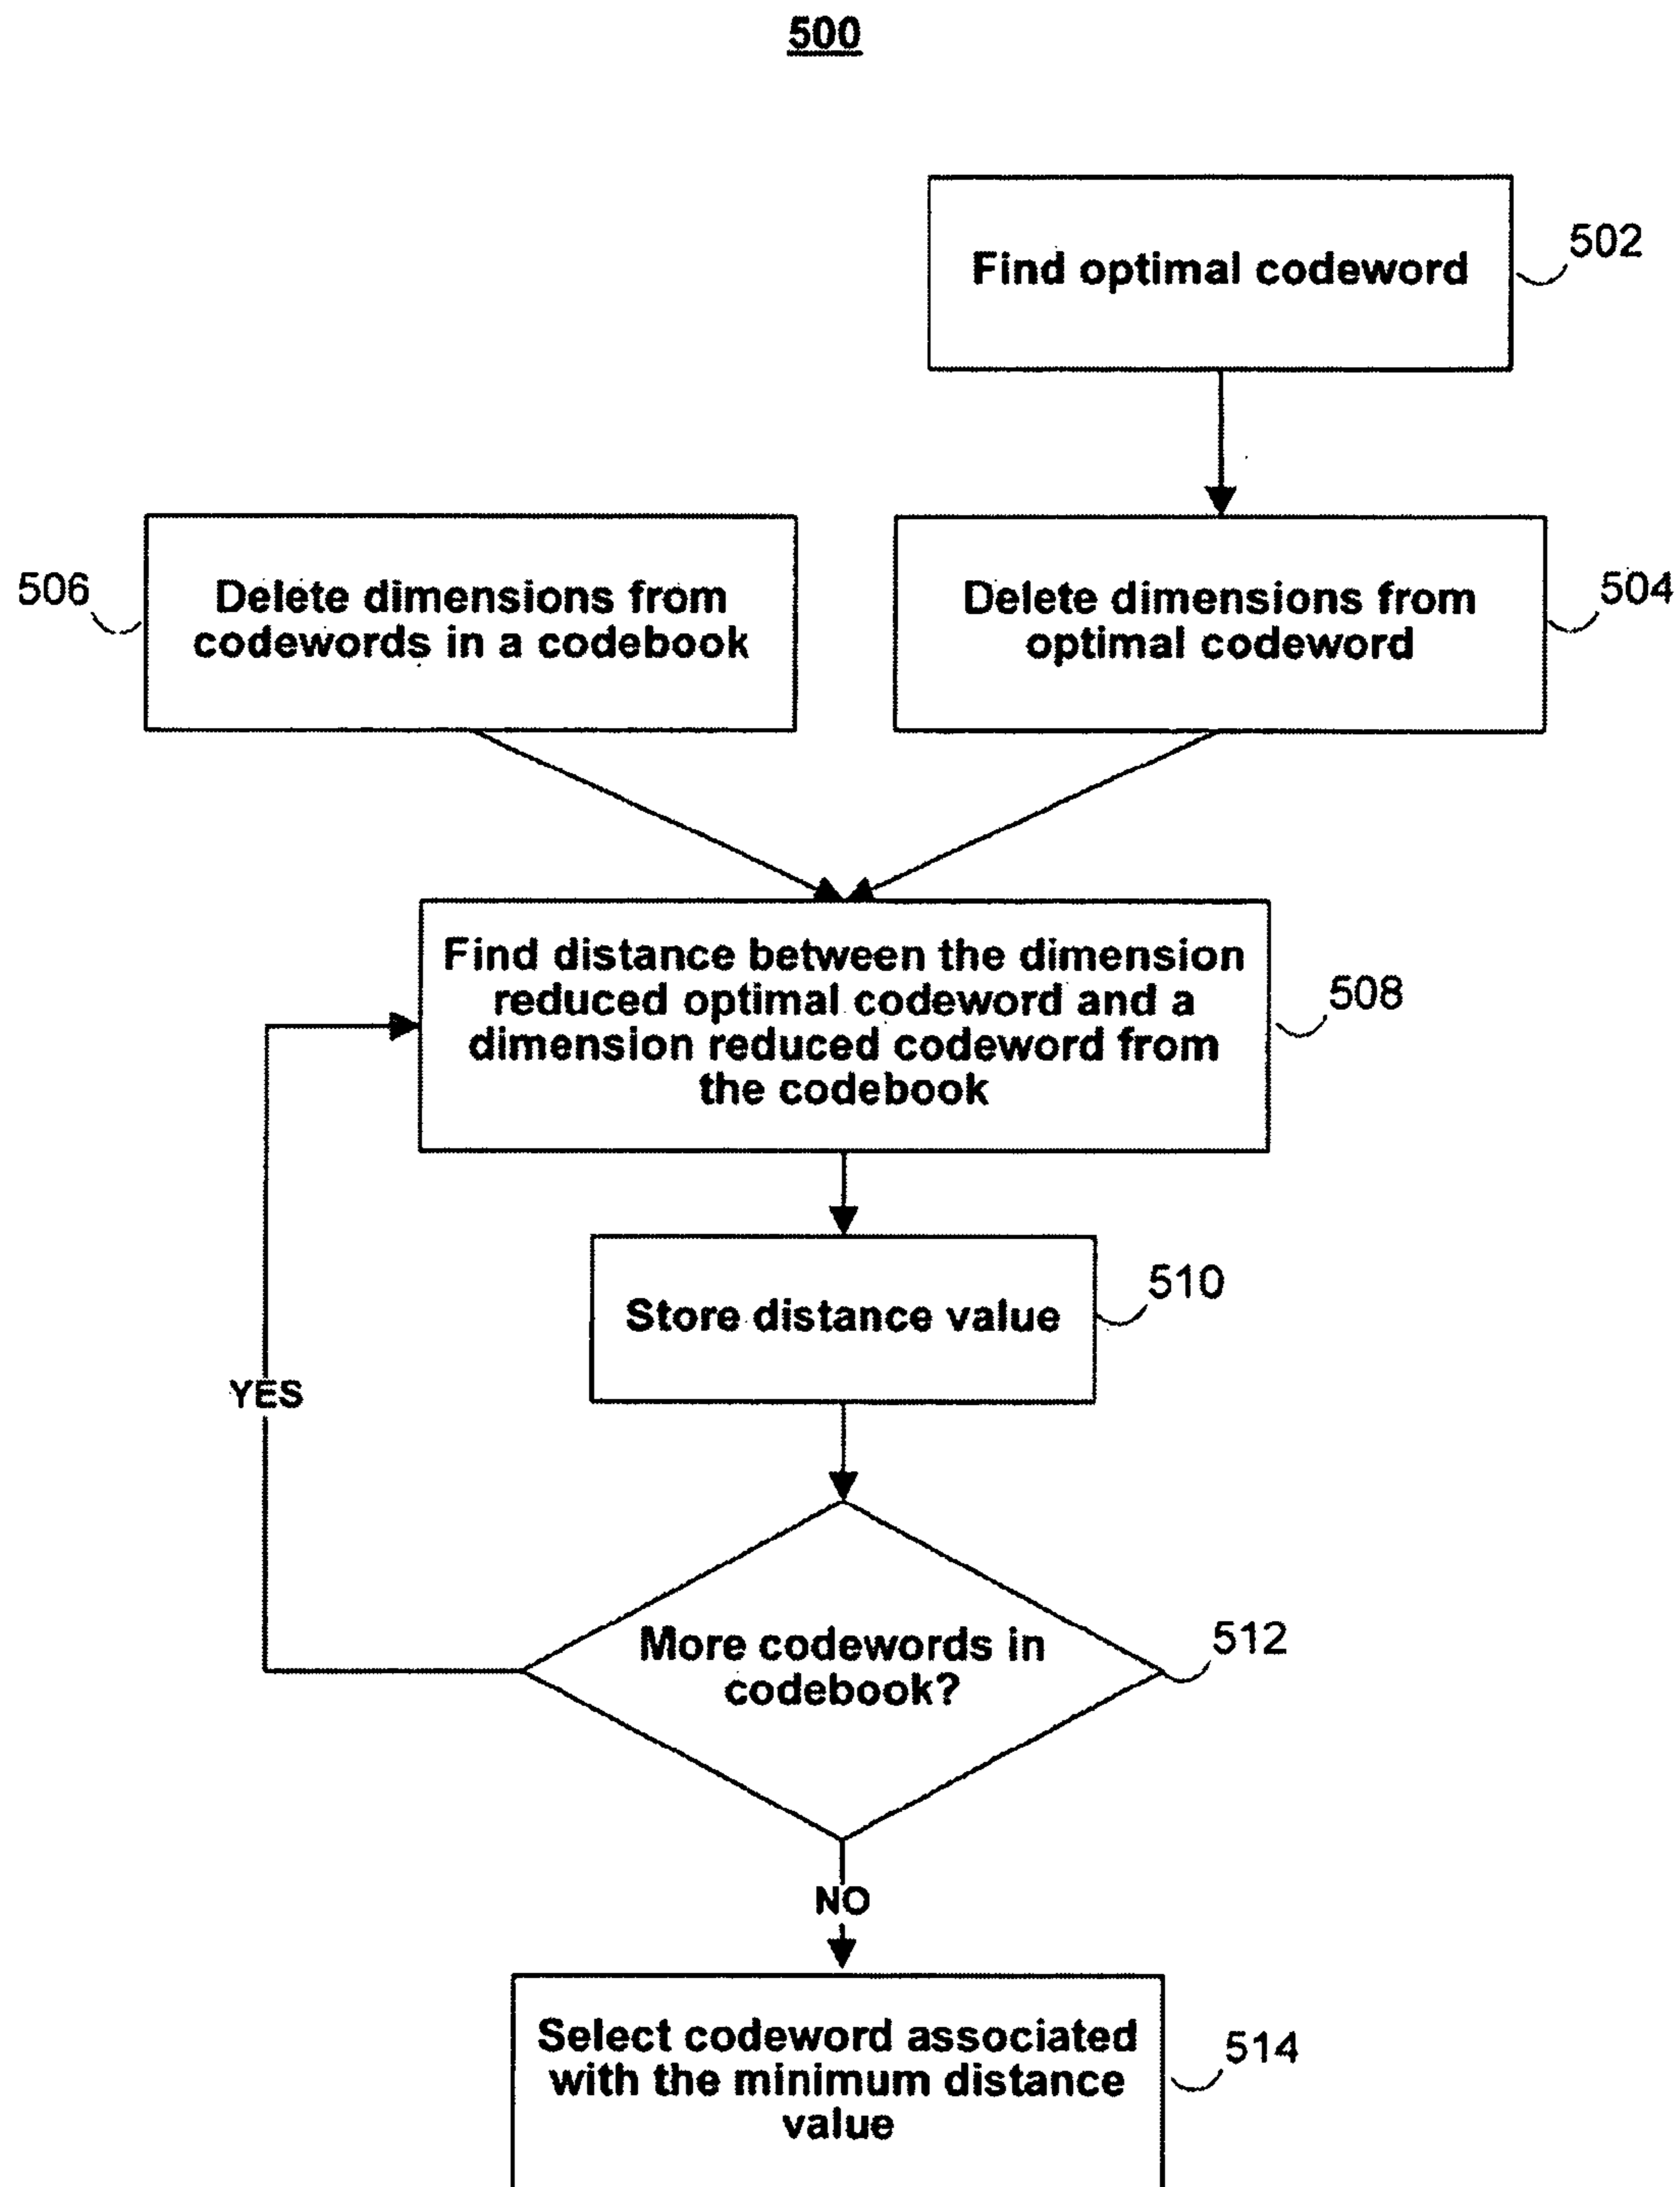 500
Find optimal codeword
502
506
Delete dimensions from
codewords in a codebook
Delete dimensions from
optimal codeword
504
Find distance between the dimension
reduced optimal codeword and a
dimension reduced codeword from
the codebook
508
Store distance value
510
YES
More codewords in
codebook?
512
NO
Select codeword associated
with the minimum distance
value
514